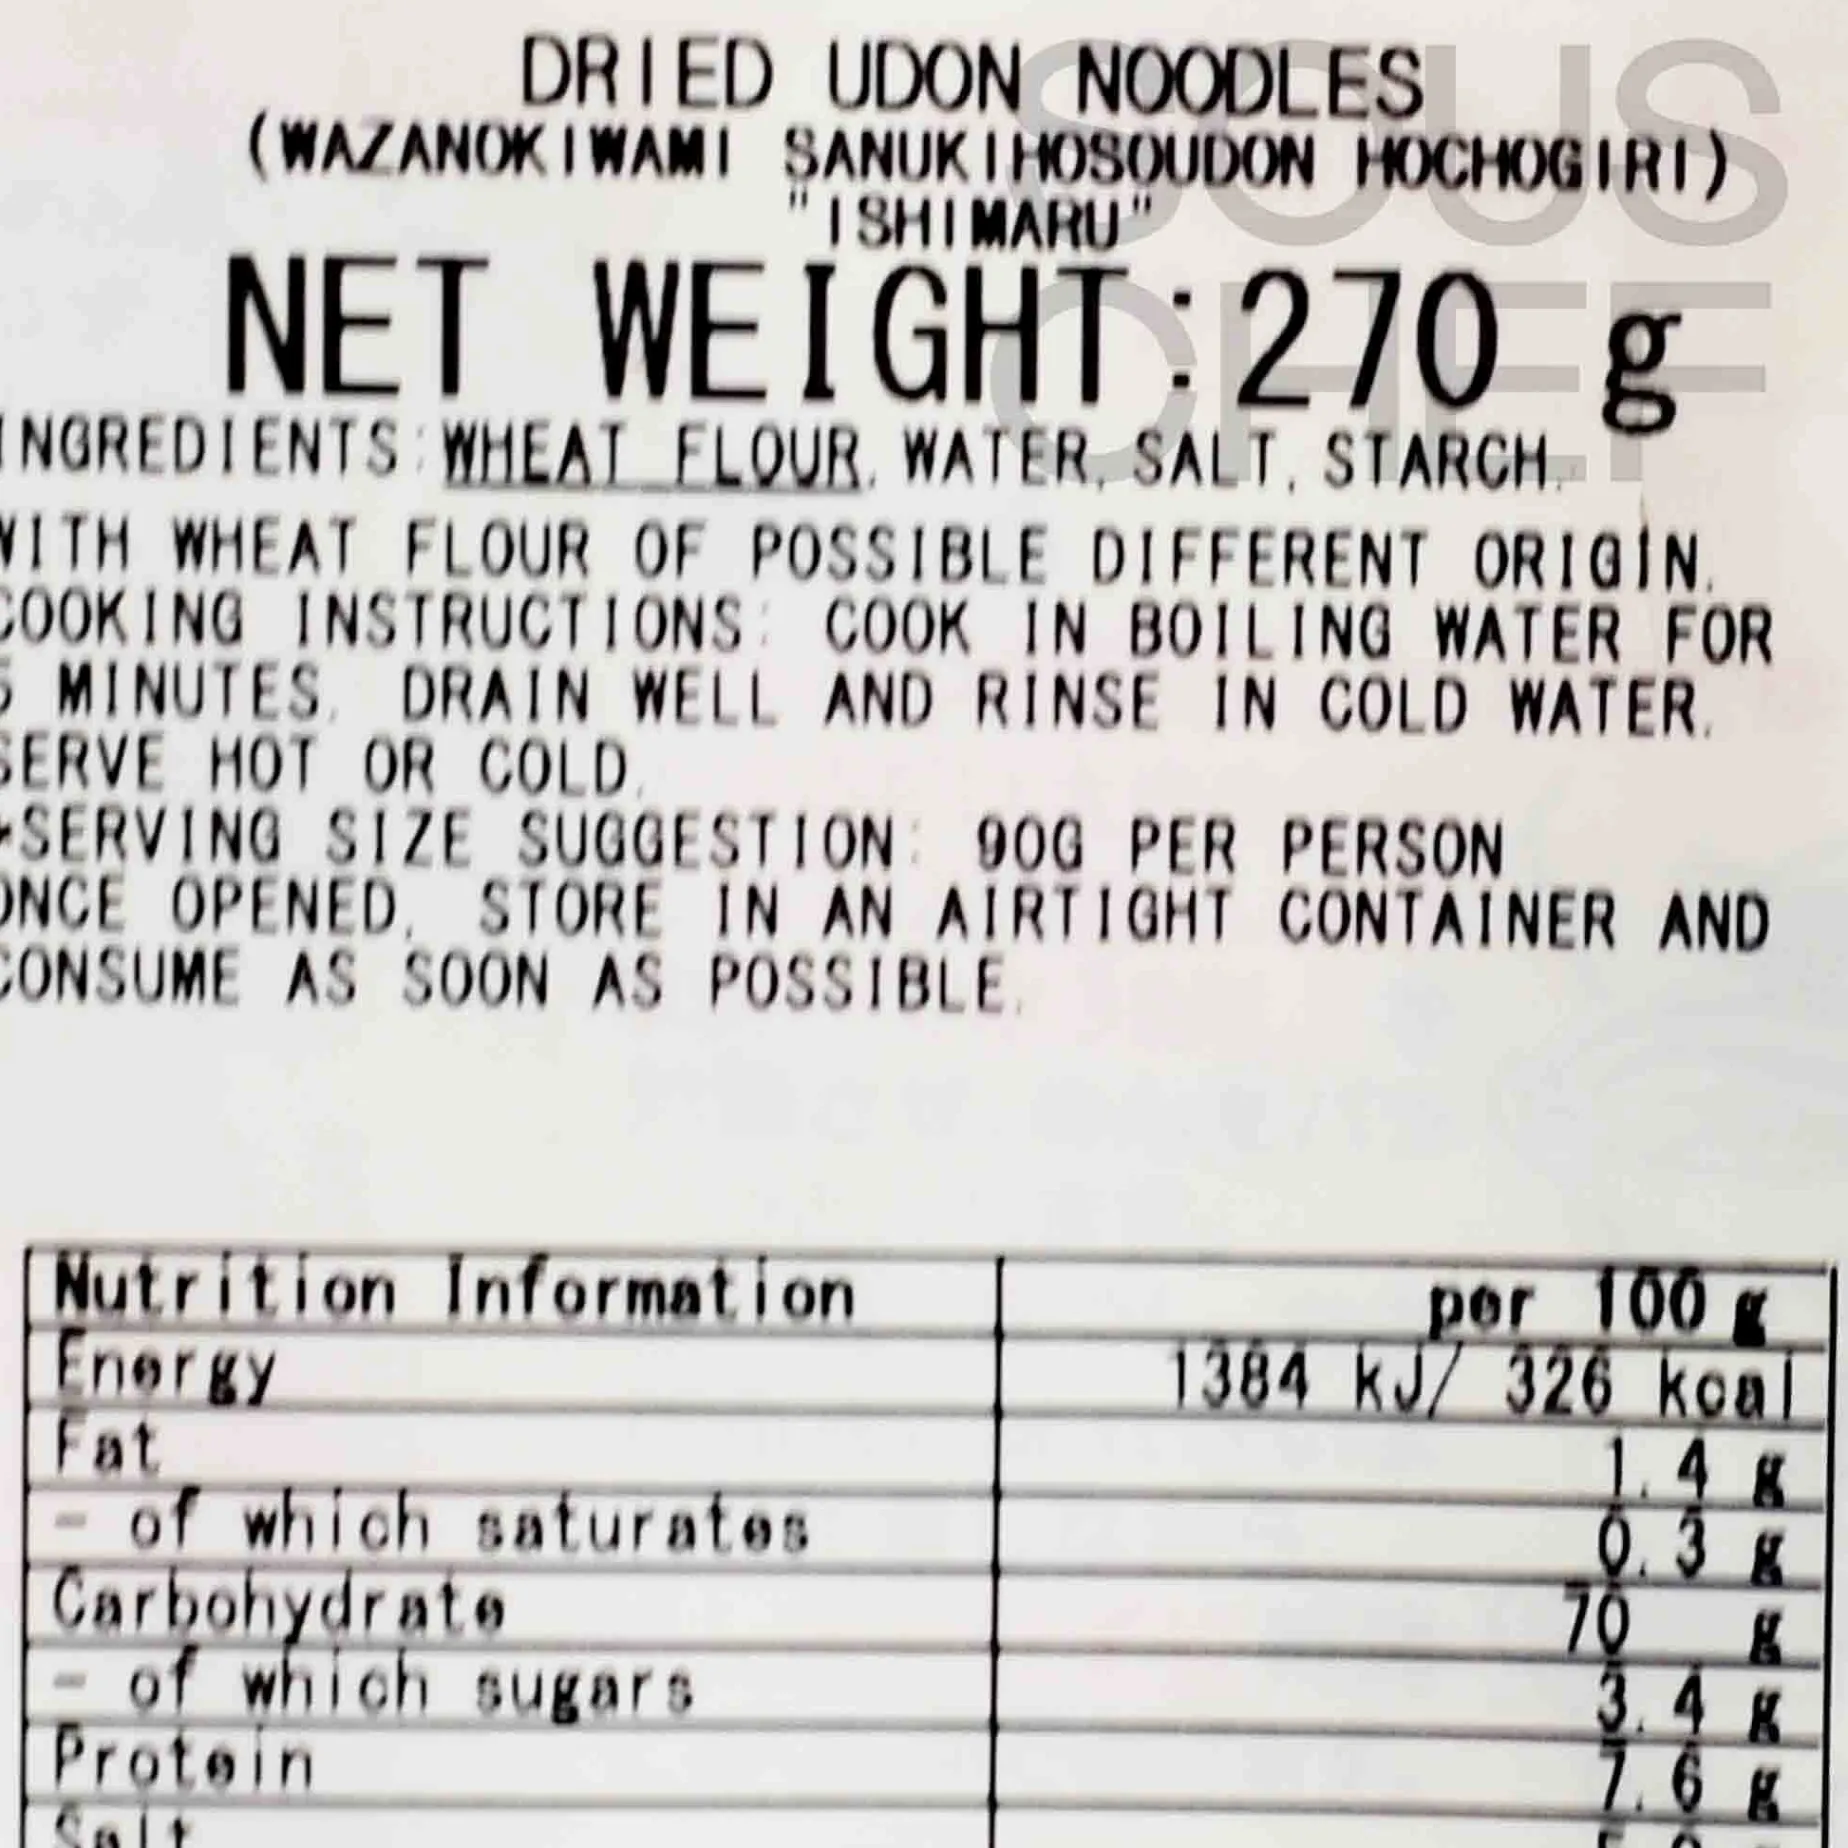 DRIED UDON NOODLES
(WAZANOKIWAMI SANUKIHOSOUDON HOCHOGIRI)
"ISHIMARU"
SOUS
CHEF
NET WEIGHT:270 g
INGREDIENTS:WHEAT FLOUR, WATER, SALT, STARCH.
WITH WHEAT FLOUR OF POSSIBLE DIFFERENT ORIGIN.
COOKING INSTRUCTIONS: COOK IN BOILING WATER FOR
MINUTES. DRAIN WELL AND RINSE IN COLD WATER.
SERVE HOT OR COLD.
*SERVING SIZE SUGGESTION: 90G PER PERSON
ONCE OPENED, STORE IN AN AIRTIGHT CONTAINER AND
CONSUME AS SOON AS POSSIBLE.
Nutrition Information per 100 g
Energy 1384 kJ/ 326 kcal
Fat 1.4 g
- of which saturates 0.3 g
Carbohydrate 70 g
- of which sugars 3.4 g
Protein 7.6 g
Salt